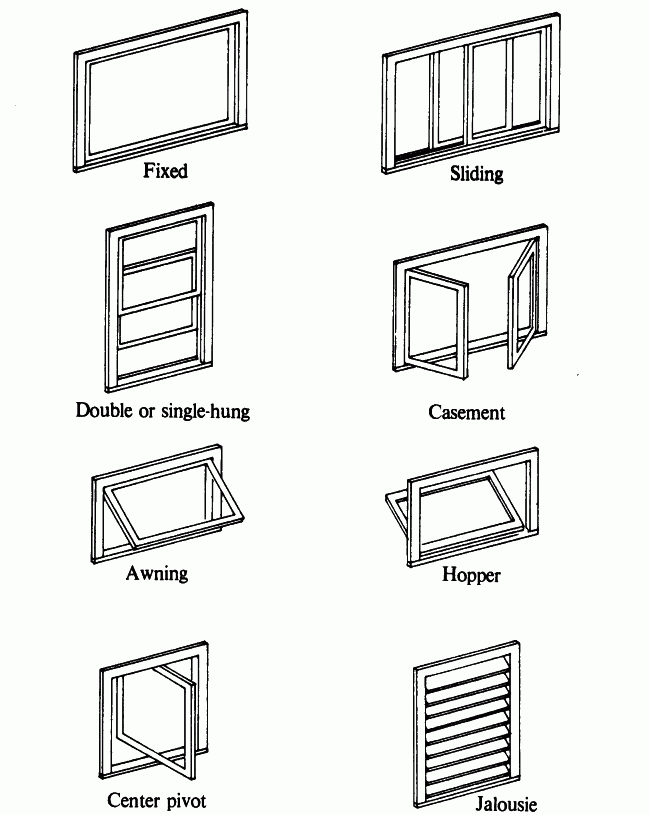 Fixed
Sliding
Double or single-hung
Casement
Awning
Hopper
Center pivot
Jalousie